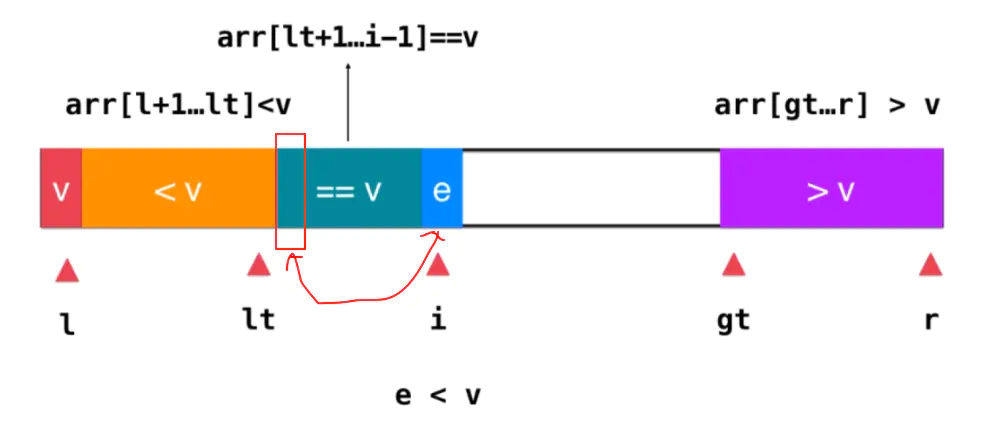 arr[lt+1…i-1]==v
arr[l+1…lt]<v
arr[gt…r] > v
v
< v
== v
e
> v
l
lt
i
gt
r
e < v